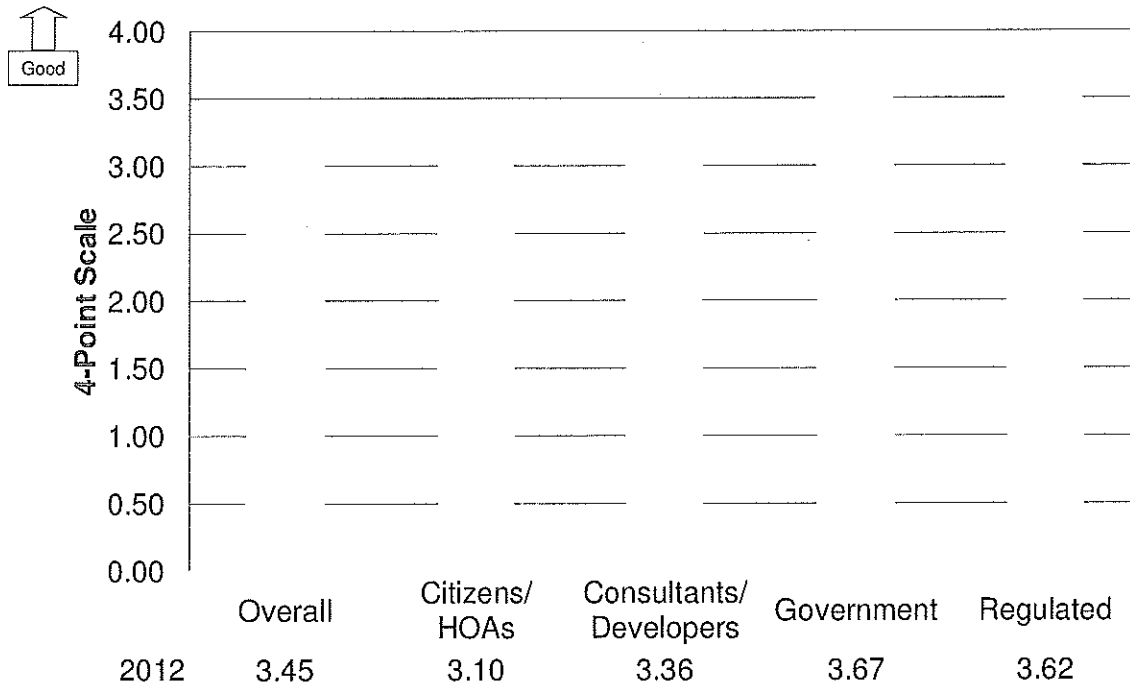 Good
4.00
3.50
3.00
2.50
2.00
1.50
1.00
0.50
0.00
4-Point Scale
Overall
Citizens/
HOAs
Consultants/
Developers
Government
Regulated
2012 3.45 3.10 3.36 3.67 3.62